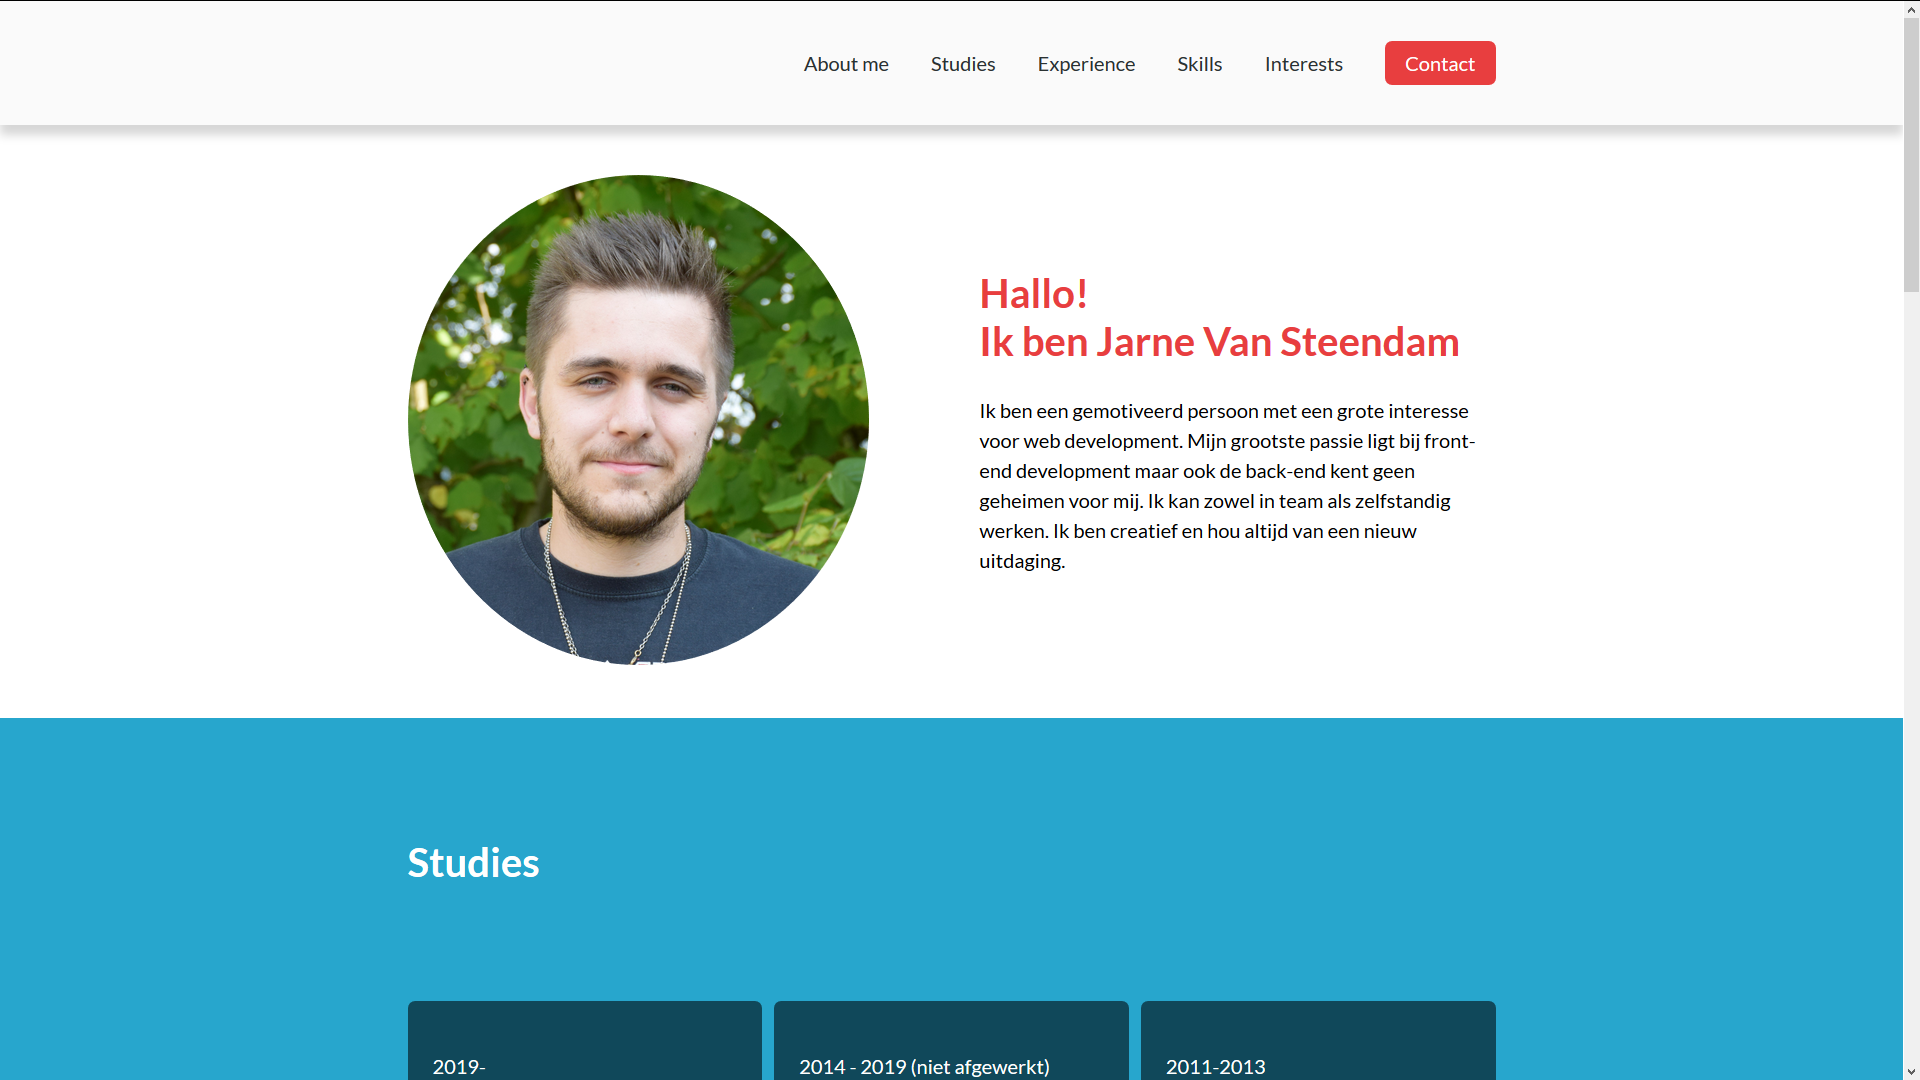 About me Studies Experience Skills Interests Contact
Hallo!
Ik ben Jarne Van Steendam
Ik ben een gemotiveerd persoon met een grote interesse
voor web development. Mijn grootste passie ligt bij front-
end development maar ook de back-end kent geen
geheimen voor mij. Ik kan zowel in team als zelfstandig
werken. Ik ben creatief en hou altijd van een nieuw
uitdaging.
Studies
2019-
2014 - 2019 (niet afgewerkt)
2011-2013